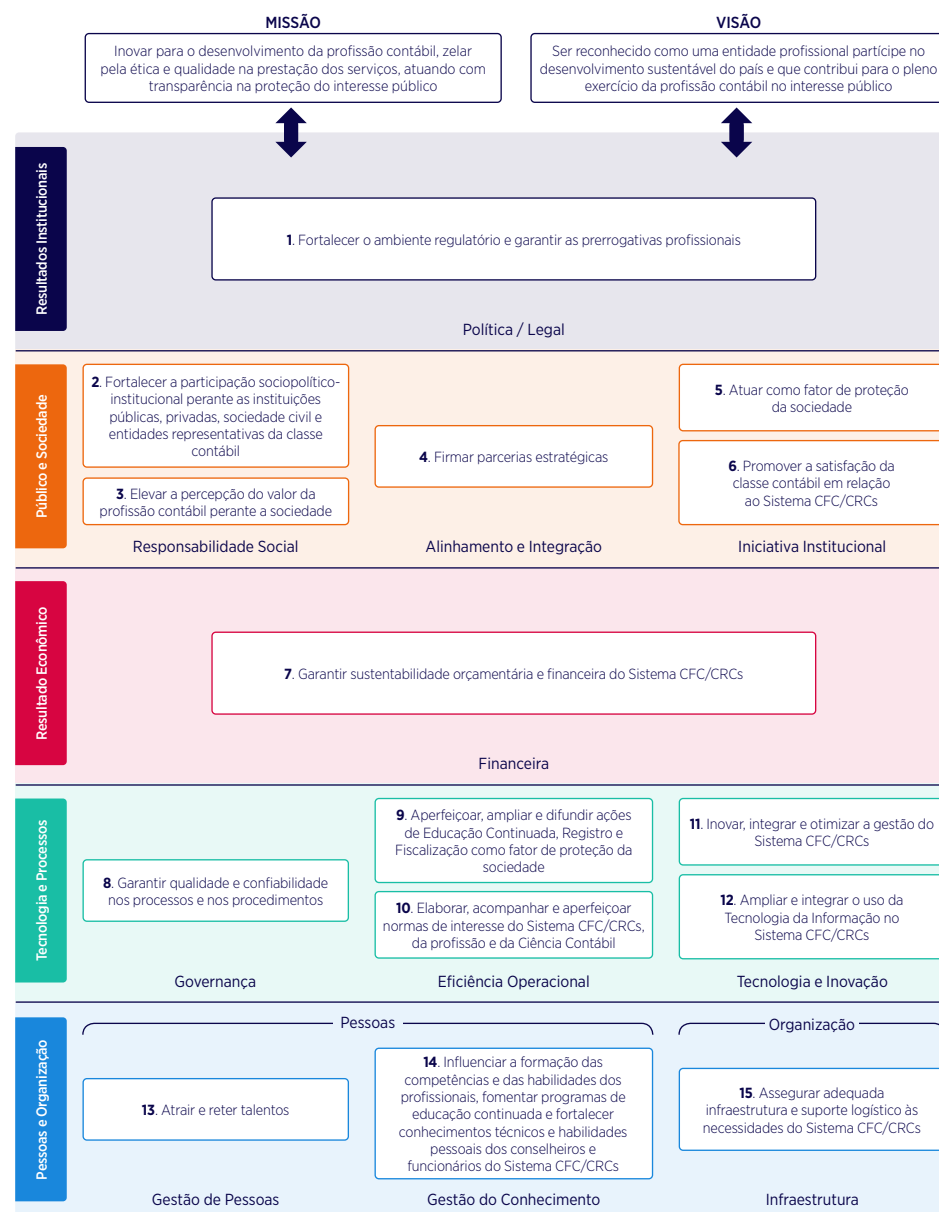 MISSÃO
Inovar para o desenvolvimento da profissão contábil, zelar
pela ética e qualidade na prestação dos serviços, atuando com
transparência na proteção do interesse público
VISÃO
Ser reconhecido como uma entidade profissional partícipe no
desenvolvimento sustentável do país e que contribui para o pleno
exercício da profissão contábil no interesse público
Resultados Institucionais
1. Fortalecer o ambiente regulatório e garantir as prerrogativas profissionais
Política / Legal
Público e Sociedade
2. Fortalecer a participação sociopolítico-
institucional perante as instituições
públicas, privadas, sociedade civil e
entidades representativas da classe
contábil
3. Elevar a percepção do valor da
profissão contábil perante a sociedade
Responsabilidade Social
4. Firmar parcerias estratégicas
Alinhamento e Integração
5. Atuar como fator de proteção
da sociedade
6. Promover a satisfação da
classe contábil em relação
ao Sistema CFC/CRCs
Iniciativa Institucional
Resultado Econômico
7. Garantir sustentabilidade orçamentária e financeira do Sistema CFC/CRCs
Financeira
Tecnologia e Processos
8. Garantir qualidade e confiabilidade
nos processos e nos procedimentos
Governança
9. Aperfeiçoar, ampliar e difundir ações
de Educação Continuada, Registro e
Fiscalização como fator de proteção da
sociedade
10. Elaborar, acompanhar e aperfeiçoar
normas de interesse do Sistema CFC/CRCs,
da profissão e da Ciência Contábil
Eficiência Operacional
11. Inovar, integrar e otimizar a gestão do
Sistema CFC/CRCs
12. Ampliar e integrar o uso da
Tecnologia da Informação no
Sistema CFC/CRCs
Tecnologia e Inovação
Pessoas e Organização
Pessoas
13. Atrair e reter talentos
Gestão de Pessoas
14. Influenciar a formação das
competências e das habilidades dos
profissionais, fomentar programas de
educação continuada e fortalecer
conhecimentos técnicos e habilidades
pessoais dos conselheiros e
funcionários do Sistema CFC/CRCs
Gestão do Conhecimento
Organização
15. Assegurar adequada
infraestrutura e suporte logístico às
necessidades do Sistema CFC/CRCs
Infraestrutura